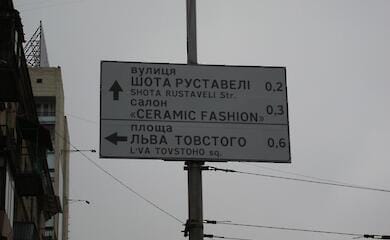 вулиця
ШОТА РУСТАВЕЛІ 0,2
SHOTA RUSTAVELI Str.
салон
«CERAMIC FASHION» 0,3
площа
ЛЬВА ТОВСТОГО 0,6
L'VA TOVSTOHO sq.